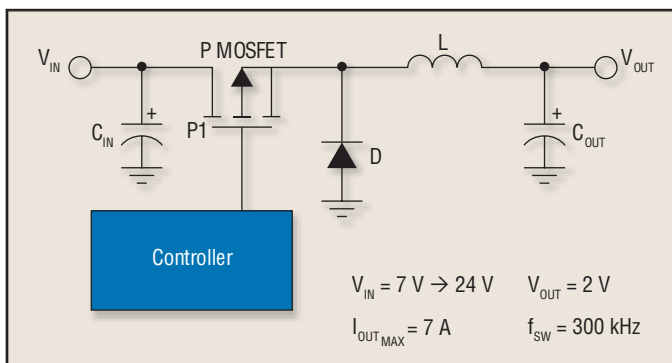 V_IN P MOSFET L V_OUT
+ P1 +
C_IN D C_OUT
Controller
V_IN = 7 V → 24 V V_OUT = 2 V
I_OUT_MAX = 7 A f_SW = 300 kHz